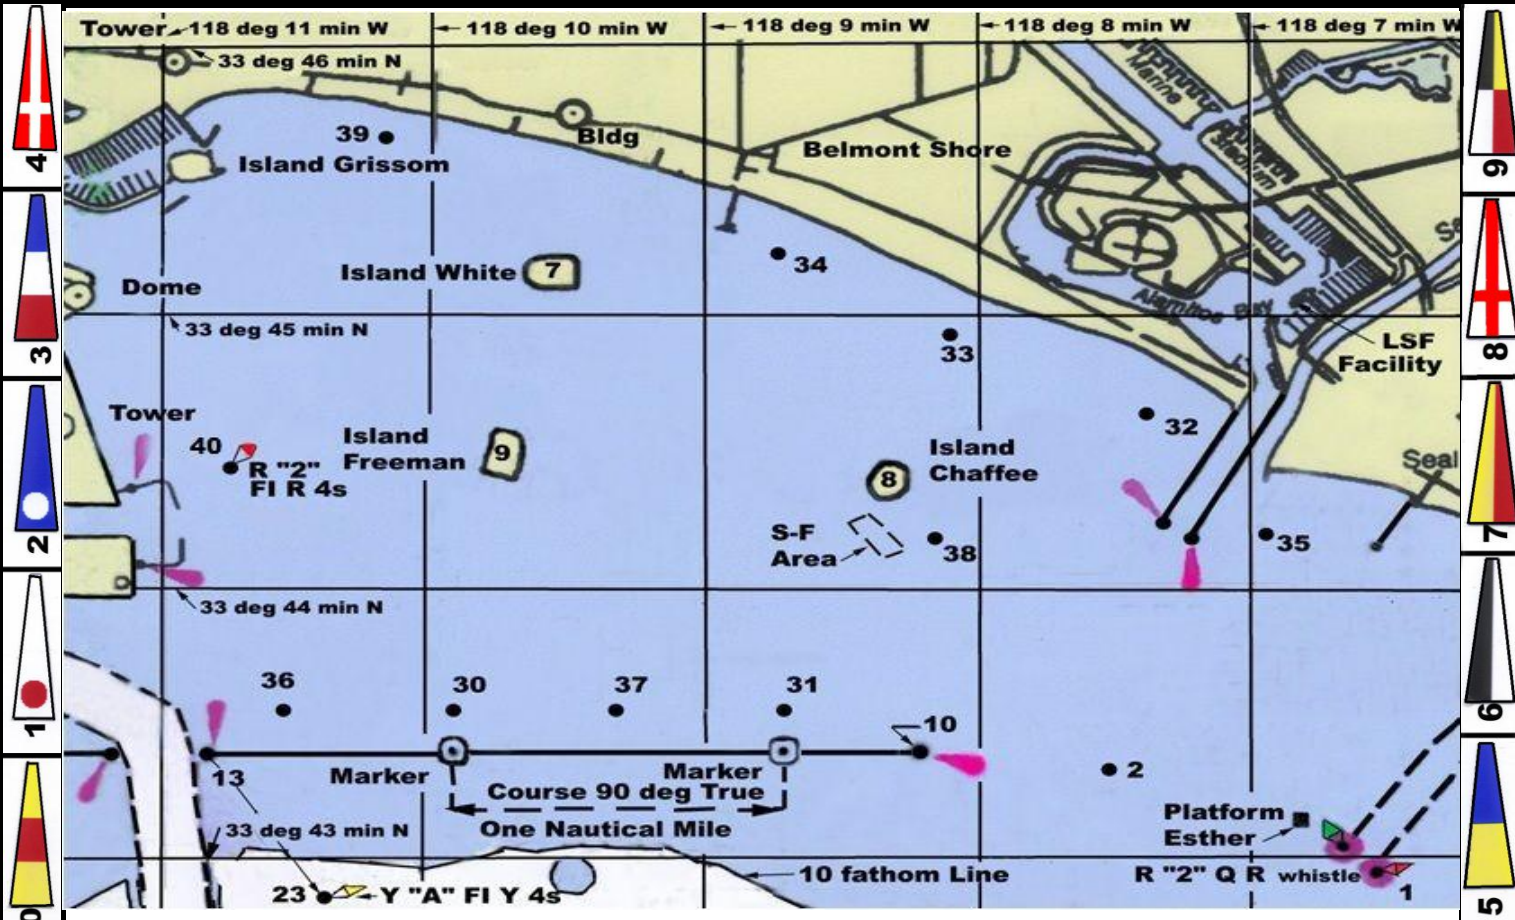 Tower
118 deg 11 min W
118 deg 10 min W
118 deg 9 min W
118 deg 8 min W
118 deg 7 min W
33 deg 46 min N
4
3
2
1
0
39
Island Grissom
Bldg
Belmont Shore
Marine
Stadium
9
8
7
6
5
Island White
7
34
Dome
33 deg 45 min N
Alamitos Bay
33
LSF
Facility
Tower
40
R "2"
Fl R 4s
Island
Freeman
9
32
Island
Chaffee
8
Seal
S-F
Area
38
35
33 deg 44 min N
36
30
37
31
10
13
Marker
Marker
2
Course 90 deg True
One Nautical Mile
33 deg 43 min N
Platform
Esther
23
Y "A" Fl Y 4s
10 fathom Line
R "2" Q R whistle
1